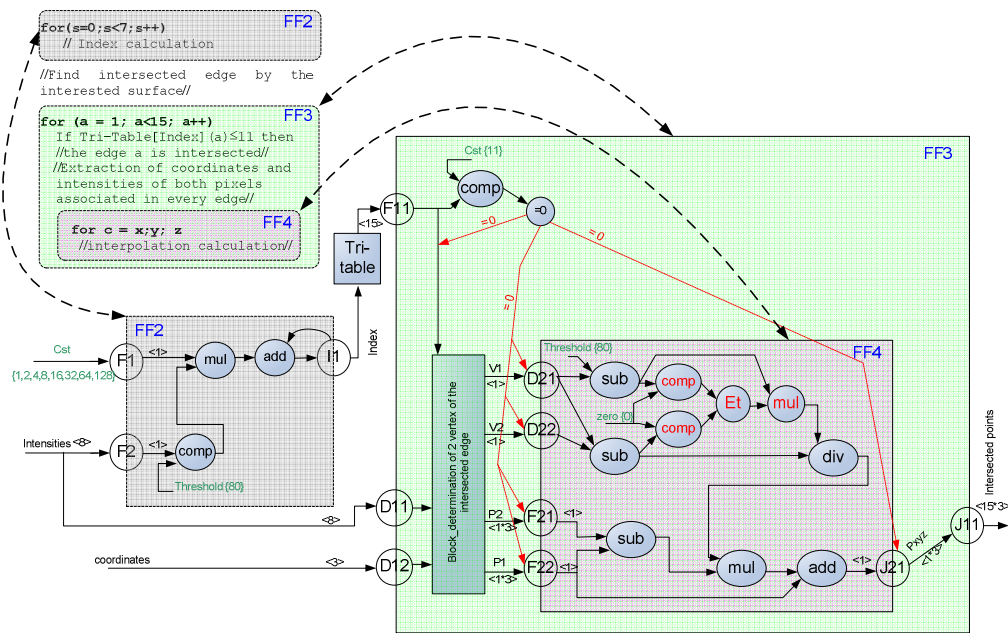 FF2
for(s=0;s<7;s++)
// Index calculation
//Find intersected edge by the
interested surface//
FF3
for (a = 1; a<15; a++)
If Tri-Table[Index](a)≤11 then
//the edge a is intersected//
//Extraction of coordinates and
intensities of both pixels
associated in every edge//
FF4
for c = x;y; z
//interpolation calculation//
FF3
Cst {11}
comp
F11
<15>
=0
=0
=0
=0
Tri-
table
Index
FF2
Cst
{1,2,4,8,16,32,64,128}
F1
<1>
mul
add
I1
Intensities <8>
F2
<1>
comp
Threshold {80}
<8>
D11
coordinates
<3>
D12
Block_determination of 2 vertex of the
intersected edge
V1
<1>
V2
<1>
P2
<1*3>
P1
<1*3>
D21
D22
F21
F22
FF4
Threshold {80}
sub
comp
Et
mul
zero {0}
comp
sub
div
<1>
sub
<1>
mul
add
<1>
J21
Pxyz
<1*3>
J11
<15*3>
Intersected points